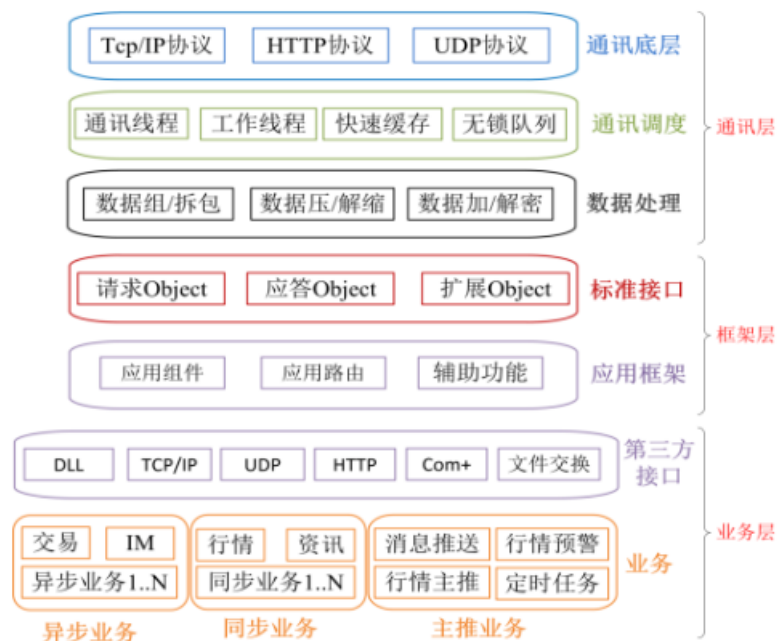 Tcp/IP协议 HTTP协议 UDP协议 通讯底层
通讯线程 工作线程 快速缓存 无锁队列 通讯调度
通讯层
数据组/拆包 数据压/解缩 数据加/解密 数据处理
请求Object 应答Object 扩展Object 标准接口
框架层
应用组件 应用路由 辅助功能 应用框架
DLL TCP/IP UDP HTTP Com+ 文件交换 第三方
接口
业务层
交易 IM 行情 资讯 消息推送 行情预警
业务
异步业务1..N 同步业务1..N 行情主推 定时任务
异步业务 同步业务 主推业务